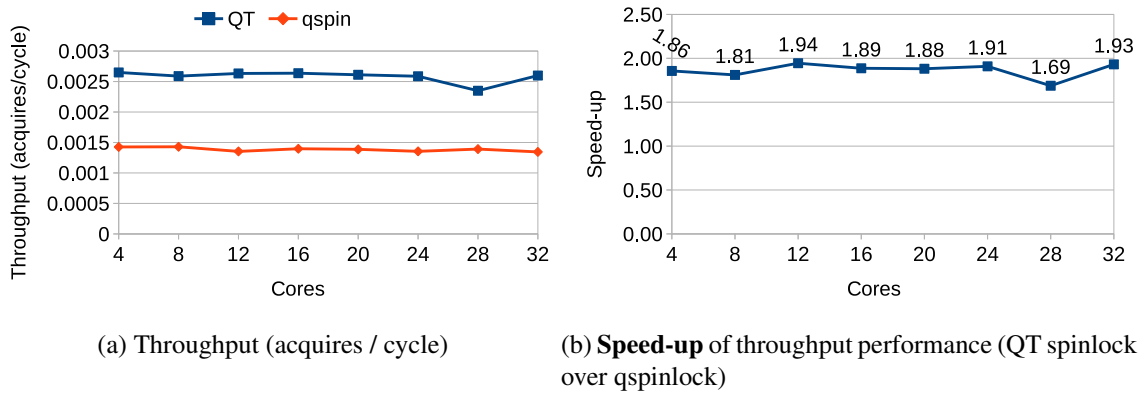 QT qspin
Throughput (acquires/cycle)
0.003
0.0025
0.002
0.0015
0.001
0.0005
0
4 8 12 16 20 24 28 32
Cores
(a) Throughput (acquires / cycle)
Speed-up
2.50
2.00
1.50
1.00
0.50
0.00
1.86 1.81 1.94 1.89 1.88 1.91 1.69 1.93
4 8 12 16 20 24 28 32
Cores
(b) Speed-up of throughput performance (QT spinlock
over qspinlock)